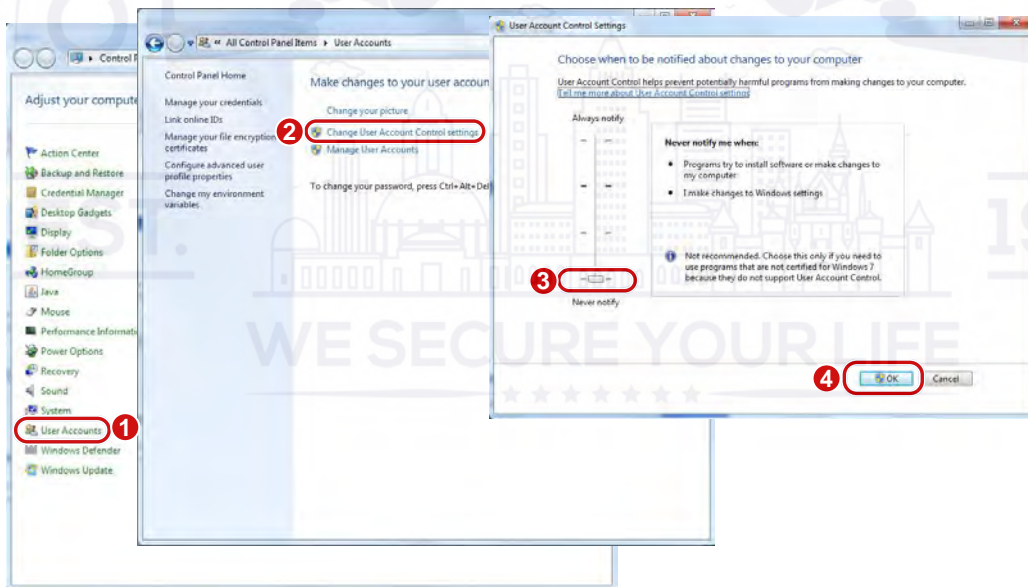 Control
Adjust your compute
Action Center
Backup and Restore
Credential Manager
Desktop Gadgets
Display
Folder Options
HomeGroup
Java
Mouse
Performance Informati
Power Options
Recovery
Sound
System
User Accounts
1
Windows Defender
Windows Update
« All Control Panel Items ▸ User Accounts
Control Panel Home
Manage your credentials
Link online IDs
Manage your file encryption
certificates
Configure advanced user
profile properties
Change my environment
variables
Make changes to your user accoun
Change your picture
2
Change User Account Control settings
Manage User Accounts
To change your password, press Ctrl+Alt+Del
User Account Control Settings
Choose when to be notified about changes to your computer
User Account Control helps prevent potentially harmful programs from making changes to your computer.
Tell me more about User Account Control settings
Always notify
Never notify me when:
• Programs try to install software or make changes to
my computer
• I make changes to Windows settings
Not recommended. Choose this only if you need to
use programs that are not certified for Windows 7
because they do not support User Account Control.
3
Never notify
4
OK
Cancel
ST.
19
WE SECURE YOUR LIFE